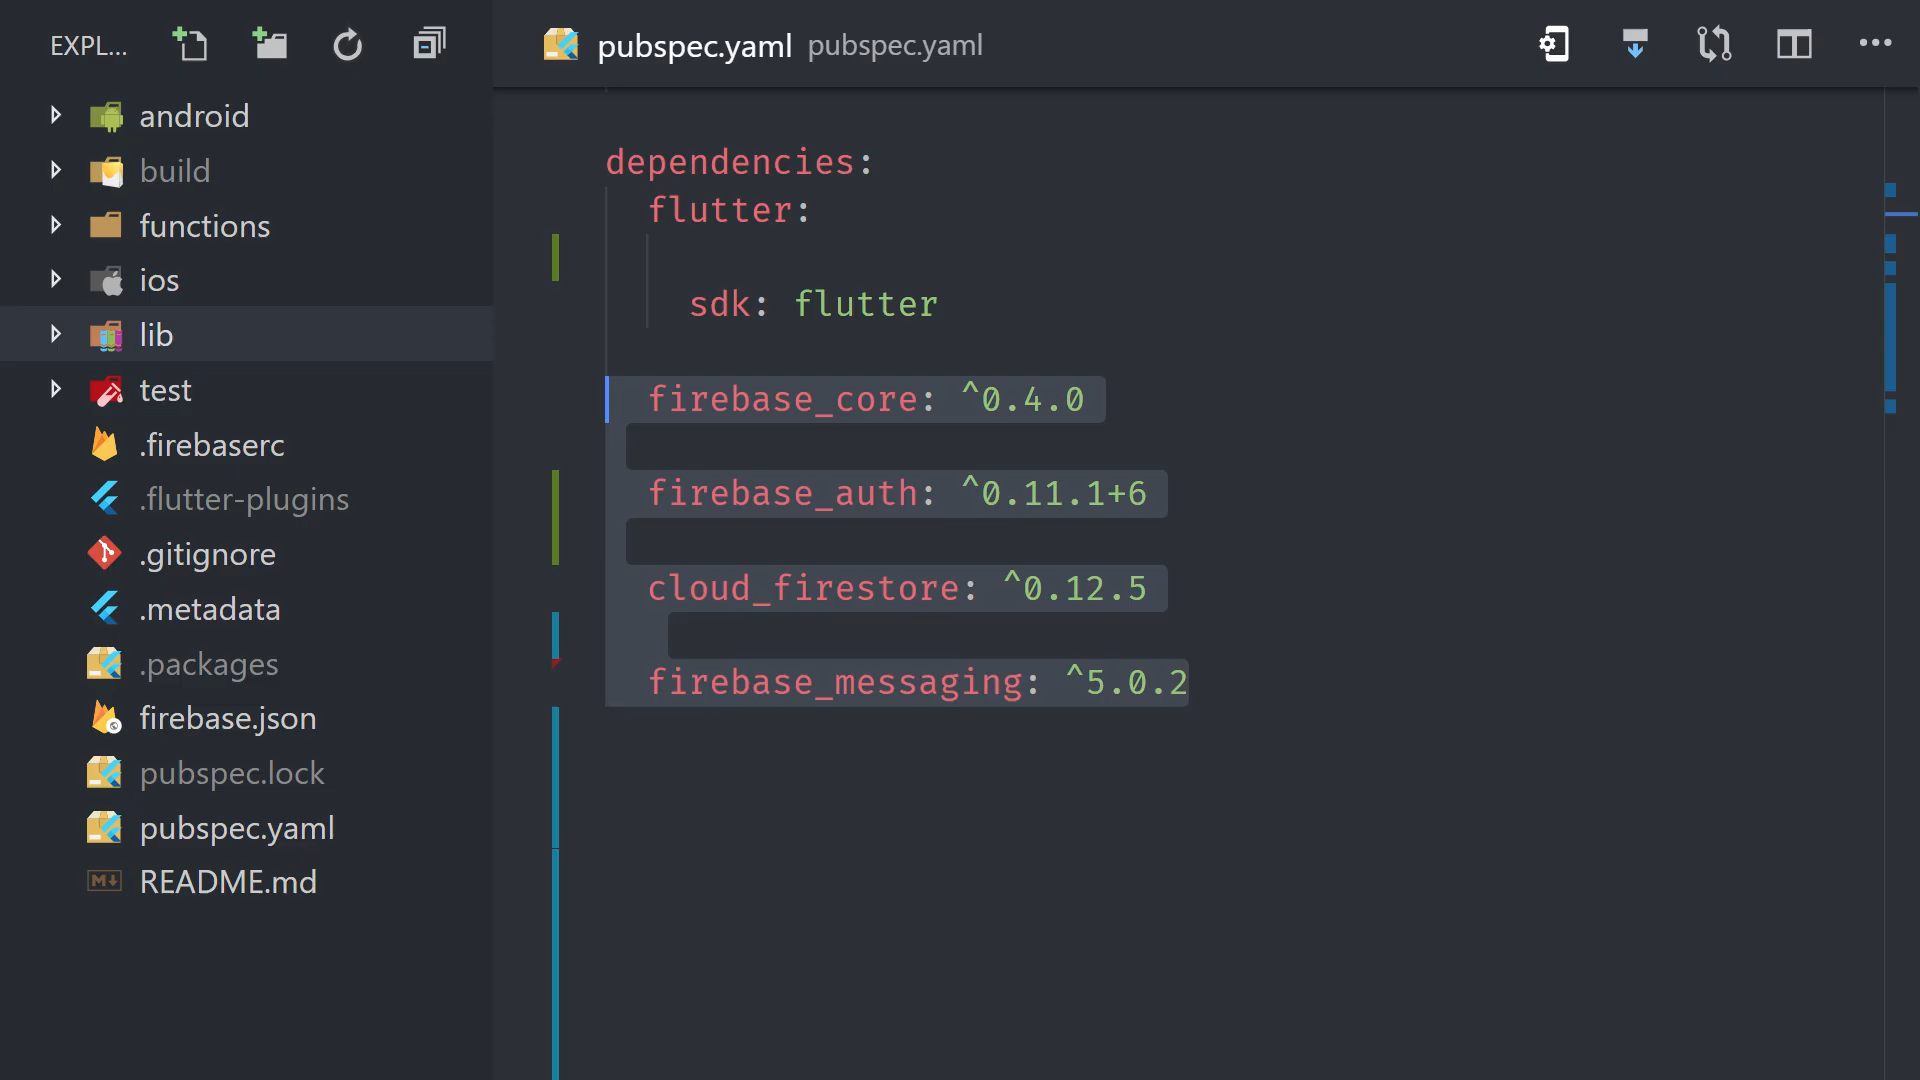 EXPL...
pubspec.yaml pubspec.yaml
android
build
functions
ios
lib
test
.firebaserc
.flutter-plugins
.gitignore
.metadata
.packages
firebase.json
pubspec.lock
pubspec.yaml
README.md
dependencies:
flutter:
sdk: flutter
firebase_core: ^0.4.0
firebase_auth: ^0.11.1+6
cloud_firestore: ^0.12.5
firebase_messaging: ^5.0.2